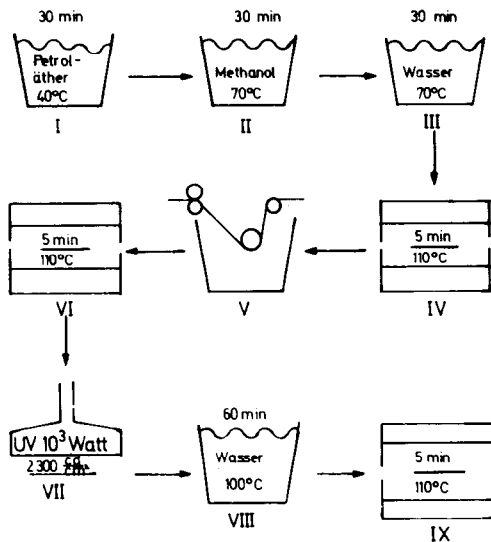 30 min
30 min
30 min
Petrol-
äther
40°C
Methanol
70°C
Wasser
70°C
I
II
III
5 min
110°C
5 min
110°C
VI
V
IV
UV 10³ Watt
2300
VII
60 min
Wasser
100°C
VIII
5 min
110°C
IX